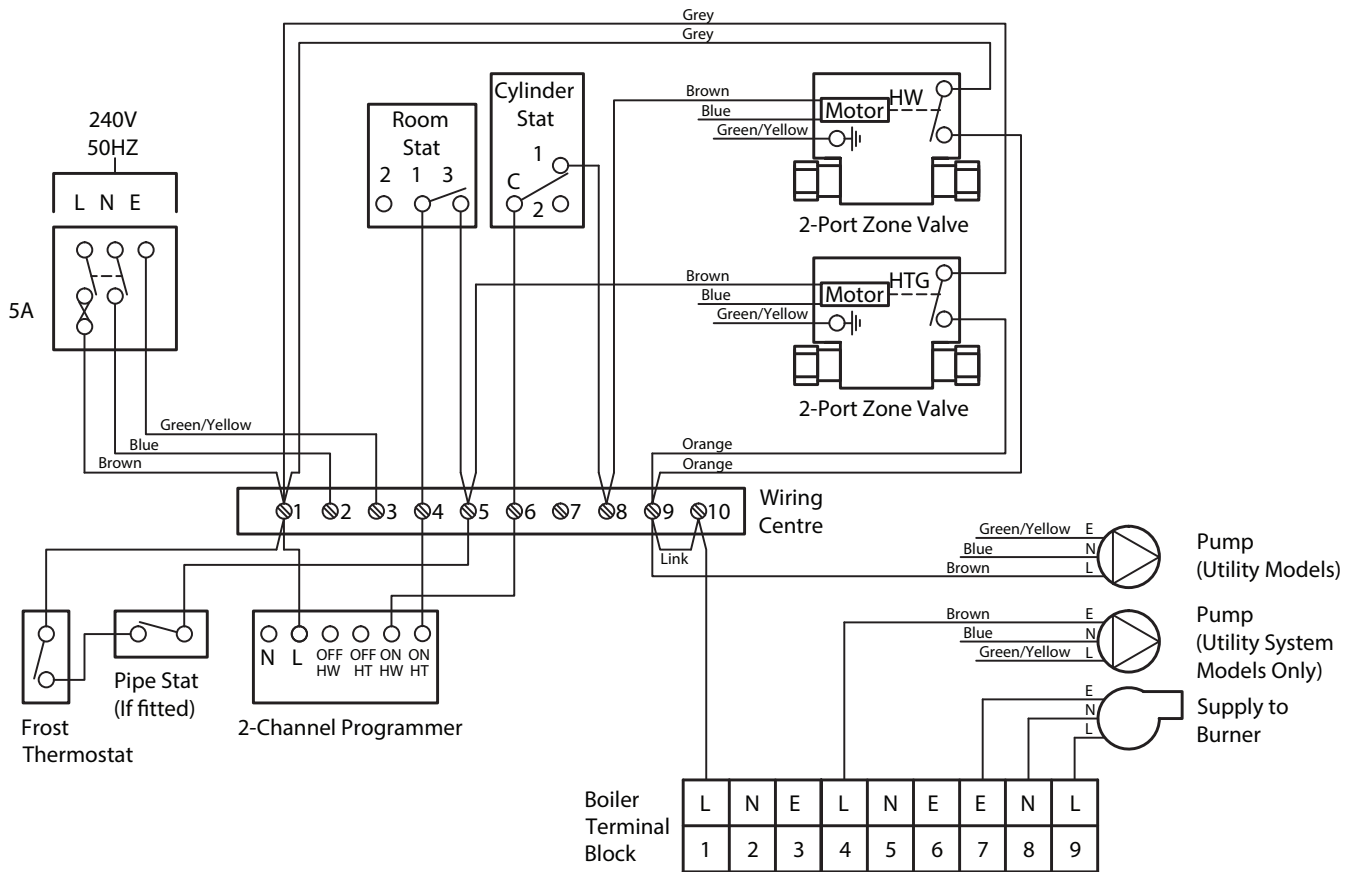 Grey
Grey
240V
50HZ
L N E
5A
Room
Stat
2 1 3
Cylinder
Stat
1
C
2
Brown
Blue
Green/Yellow
Motor
HW
2-Port Zone Valve
Brown
Blue
Green/Yellow
Motor
HTG
2-Port Zone Valve
Green/Yellow
Blue
Brown
Orange
Orange
1 2 3 4 5 6 7 8 9 10
Wiring
Centre
Link
Green/Yellow E
Blue N
Brown L
Pump
(Utility Models)
Brown E
Blue N
Green/Yellow L
Pump
(Utility System
Models Only)
E
N
L
Supply to
Burner
Frost
Thermostat
Pipe Stat
(If fitted)
N L OFF OFF ON ON
HW HT HW HT
2-Channel Programmer
Boiler
Terminal
Block
L N E L N E E N L
1 2 3 4 5 6 7 8 9